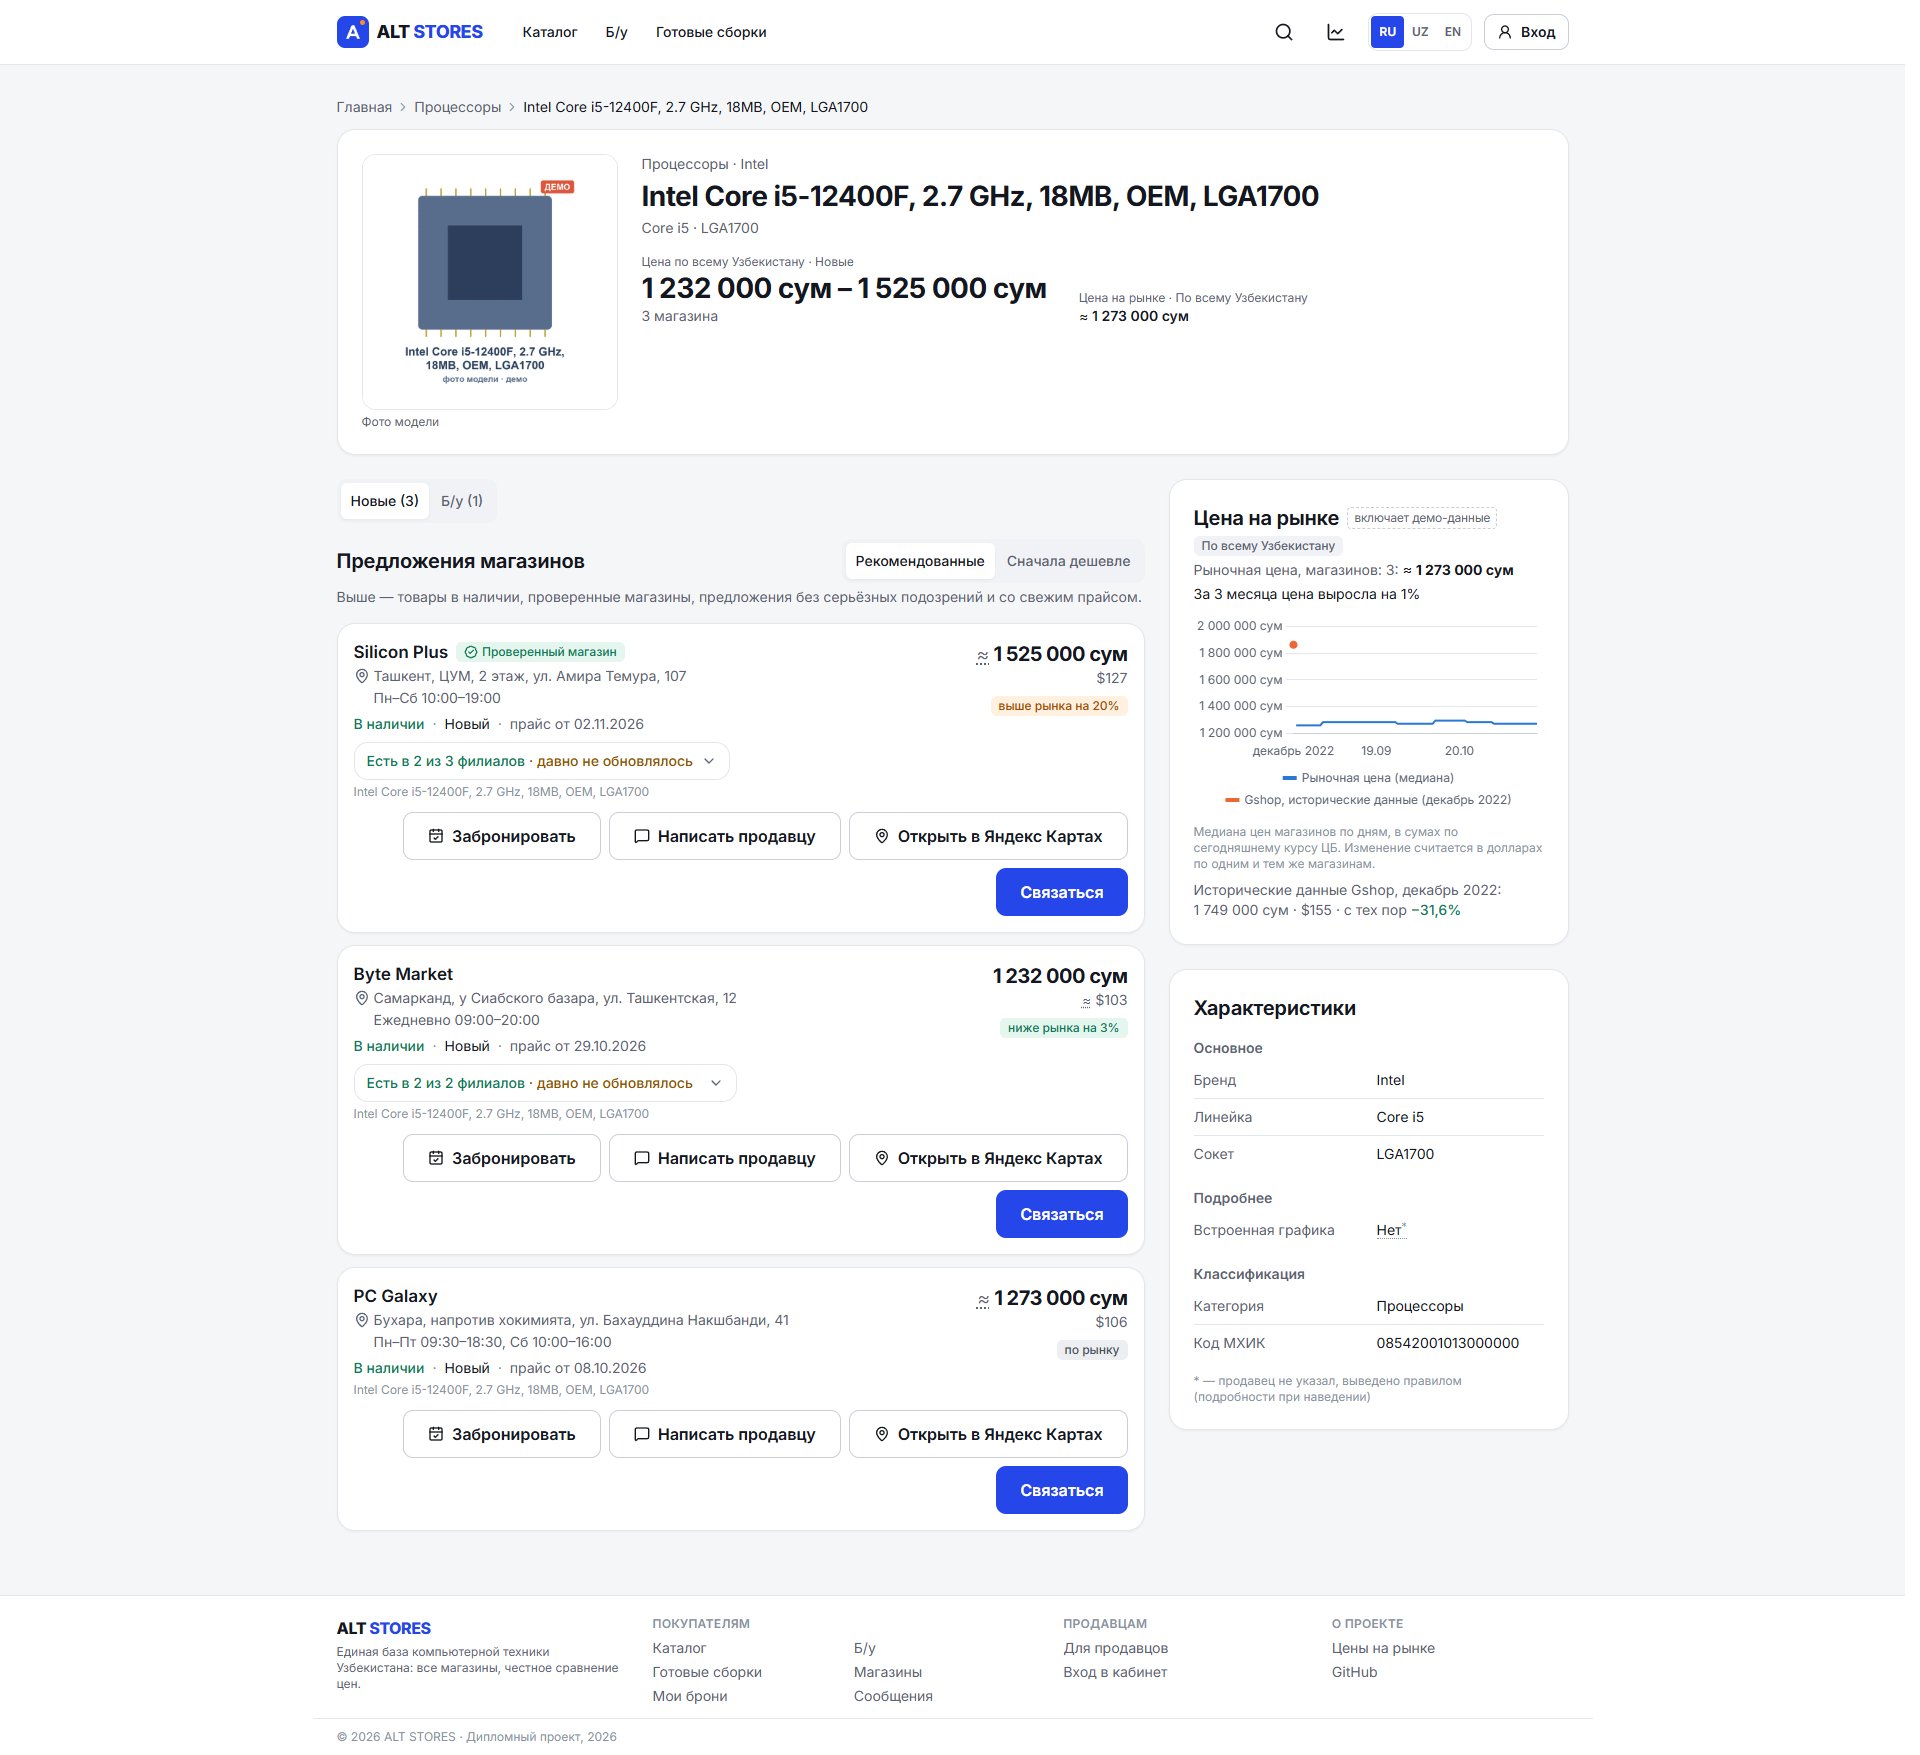 A ALT STORES
Каталог Б/у Готовые сборки
RU UZ EN
Вход
Главная > Процессоры > Intel Core i5-12400F, 2.7 GHz, 18MB, OEM, LGA1700
ДЕМО
Intel Core i5-12400F, 2.7 GHz,
18MB, OEM, LGA1700
фото модели · демо
Фото модели
Процессоры · Intel
Intel Core i5-12400F, 2.7 GHz, 18MB, OEM, LGA1700
Core i5 · LGA1700
Цена по всему Узбекистану · Новые
1 232 000 сум – 1 525 000 сум
3 магазина
Цена на рынке · По всему Узбекистану
≈ 1 273 000 сум
Новые (3) Б/у (1)
Предложения магазинов
Рекомендованные Сначала дешевле
Выше — товары в наличии, проверенные магазины, предложения без серьёзных подозрений и со свежим прайсом.
Silicon Plus Проверенный магазин
Ташкент, ЦУМ, 2 этаж, ул. Амира Темура, 107
Пн–Сб 10:00–19:00
В наличии · Новый · прайс от 02.11.2026
Есть в 2 из 3 филиалов · давно не обновлялось
Intel Core i5-12400F, 2.7 GHz, 18MB, OEM, LGA1700
≈ 1 525 000 сум
$127
выше рынка на 20%
Забронировать Написать продавцу Открыть в Яндекс Картах
Связаться
Byte Market
Самарканд, у Сиабского базара, ул. Ташкентская, 12
Ежедневно 09:00–20:00
В наличии · Новый · прайс от 29.10.2026
Есть в 2 из 2 филиалов · давно не обновлялось
Intel Core i5-12400F, 2.7 GHz, 18MB, OEM, LGA1700
1 232 000 сум
≈ $103
ниже рынка на 3%
Забронировать Написать продавцу Открыть в Яндекс Картах
Связаться
PC Galaxy
Бухара, напротив хокимията, ул. Бахауддина Накшбанди, 41
Пн–Пт 09:30–18:30, Сб 10:00–16:00
В наличии · Новый · прайс от 08.10.2026
Intel Core i5-12400F, 2.7 GHz, 18MB, OEM, LGA1700
≈ 1 273 000 сум
$106
по рынку
Забронировать Написать продавцу Открыть в Яндекс Картах
Связаться
Цена на рынке включает демо-данные
По всему Узбекистану
Рыночная цена, магазинов: 3: ≈ 1 273 000 сум
За 3 месяца цена выросла на 1%
2 000 000 сум
1 800 000 сум
1 600 000 сум
1 400 000 сум
1 200 000 сум
декабрь 2022 19.09 20.10
Рыночная цена (медиана)
Gshop, исторические данные (декабрь 2022)
Медиана цен магазинов по дням, в сумах по
сегодняшнему курсу ЦБ. Изменение считается в долларах
по одним и тем же магазинам.
Исторические данные Gshop, декабрь 2022:
1 749 000 сум · $155 · с тех пор −31,6%
Характеристики
Основное
Бренд Intel
Линейка Core i5
Сокет LGA1700
Подробнее
Встроенная графика Нет*
Классификация
Категория Процессоры
Код МХИК 08542001013000000
* — продавец не указал, выведено правилом
(подробности при наведении)
ALT STORES
Единая база компьютерной техники
Узбекистана: все магазины, честное сравнение
цен.
ПОКУПАТЕЛЯМ
Каталог Б/у
Готовые сборки Магазины
Мои брони Сообщения
ПРОДАВЦАМ
Для продавцов
Вход в кабинет
О ПРОЕКТЕ
Цены на рынке
GitHub
© 2026 ALT STORES · Дипломный проект, 2026